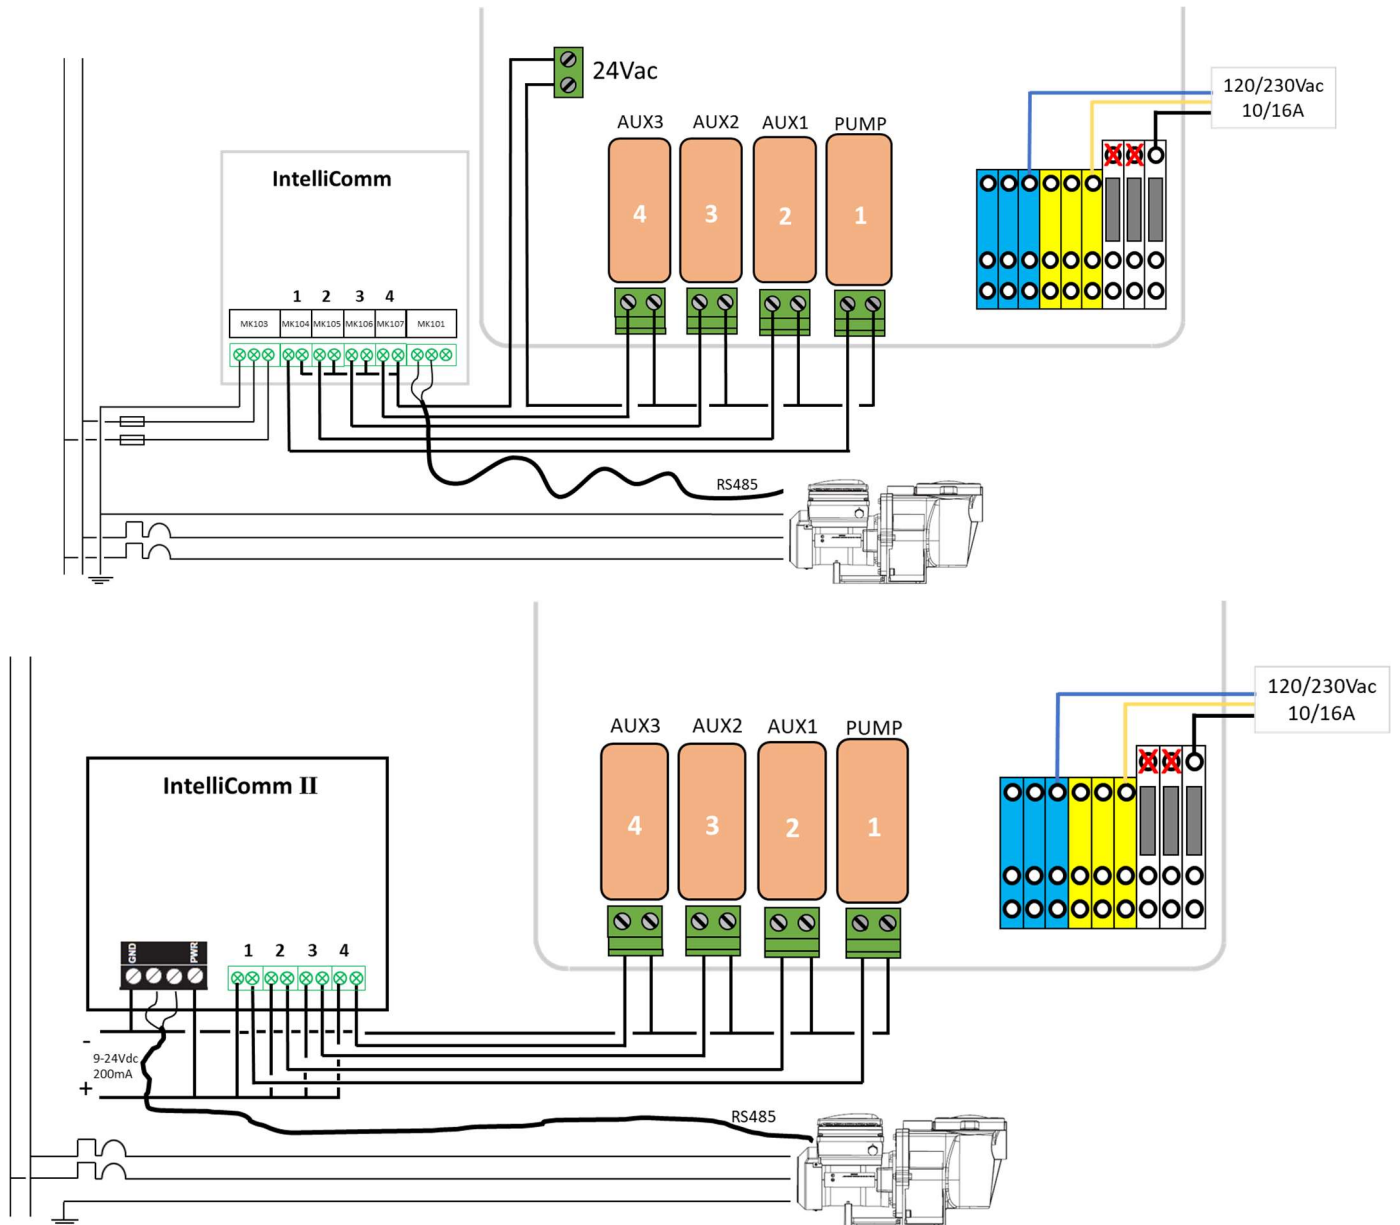 24Vac
120/230Vac
10/16A
AUX3 AUX2 AUX1 PUMP
IntelliComm
4 3 2 1
1 2 3 4
MK103 MK104 MK105 MK106 MK107 MK101
RS485
120/230Vac
10/16A
AUX3 AUX2 AUX1 PUMP
IntelliComm II
4 3 2 1
GND PWR
1 2 3 4
-
9-24Vdc
200mA
+
RS485